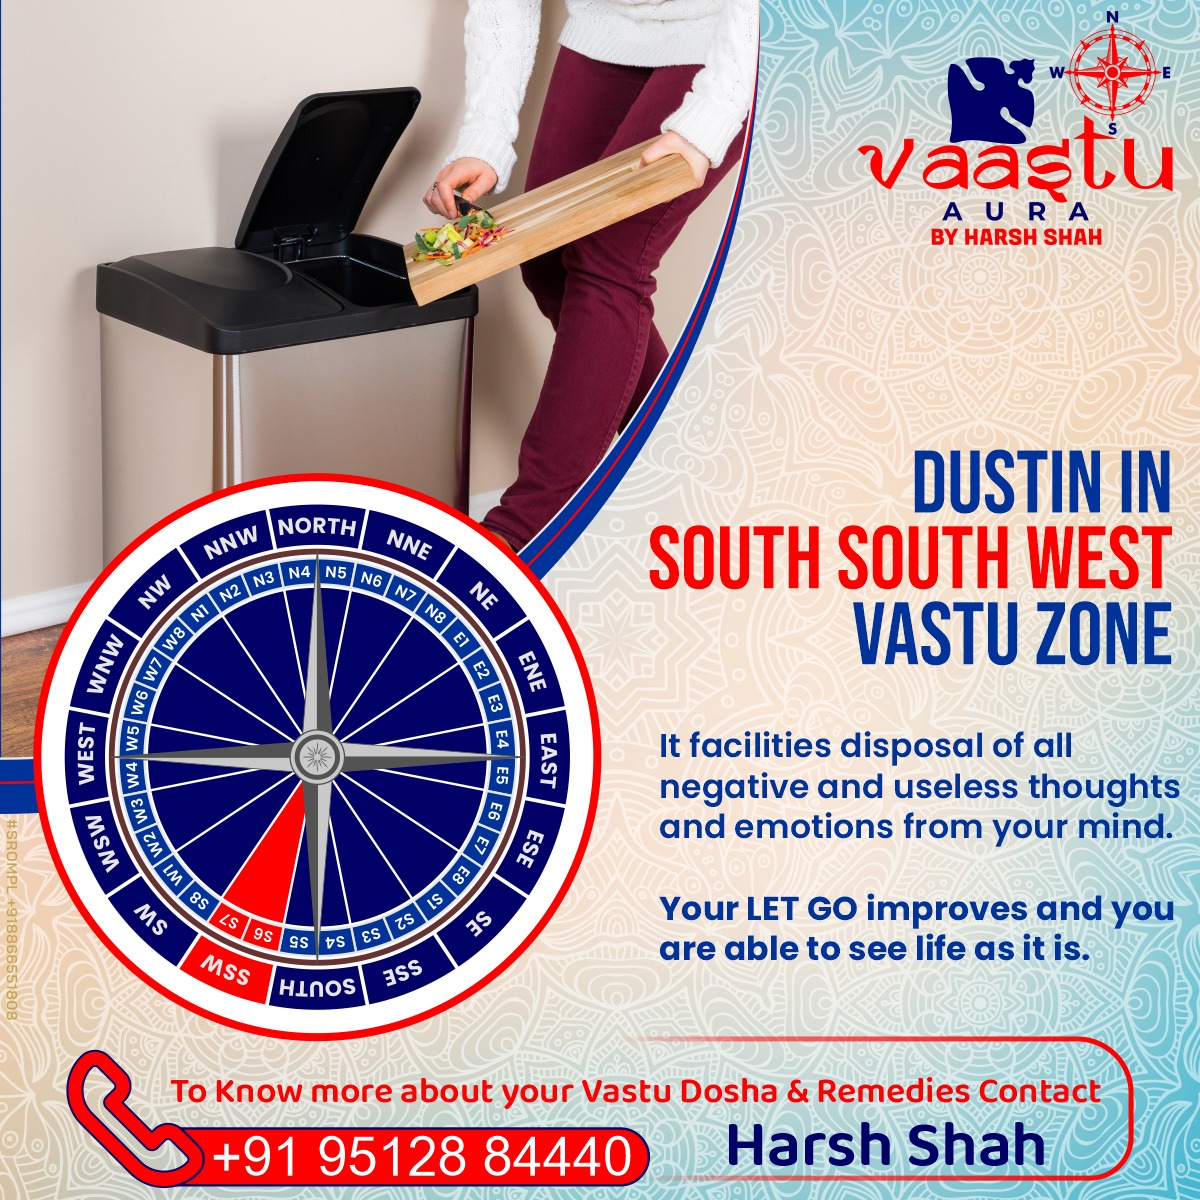 N
W E
S
vaastu
AURA
BY HARSH SHAH
DUSTIN IN
SOUTH SOUTH WEST
VASTU ZONE
It facilities disposal of all
negative and useless thoughts
and emotions from your mind.
Your LET GO improves and you
are able to see life as it is.
NORTH
NNE
NE
ENE
EAST
ESE
SE
SSE
SOUTH
SSW
SW
WSW
WEST
WNW
NW
NNW
N1
N2
N3
N4
N5
N6
N7
N8
E1
E2
E3
E4
E5
E6
E7
E8
S1
S2
S3
S4
S5
S6
S7
S8
W1
W2
W3
W4
W5
W6
W7
W8
#SROMPL +918868551808
To Know more about your Vastu Dosha & Remedies Contact
+91 95128 84440
Harsh Shah